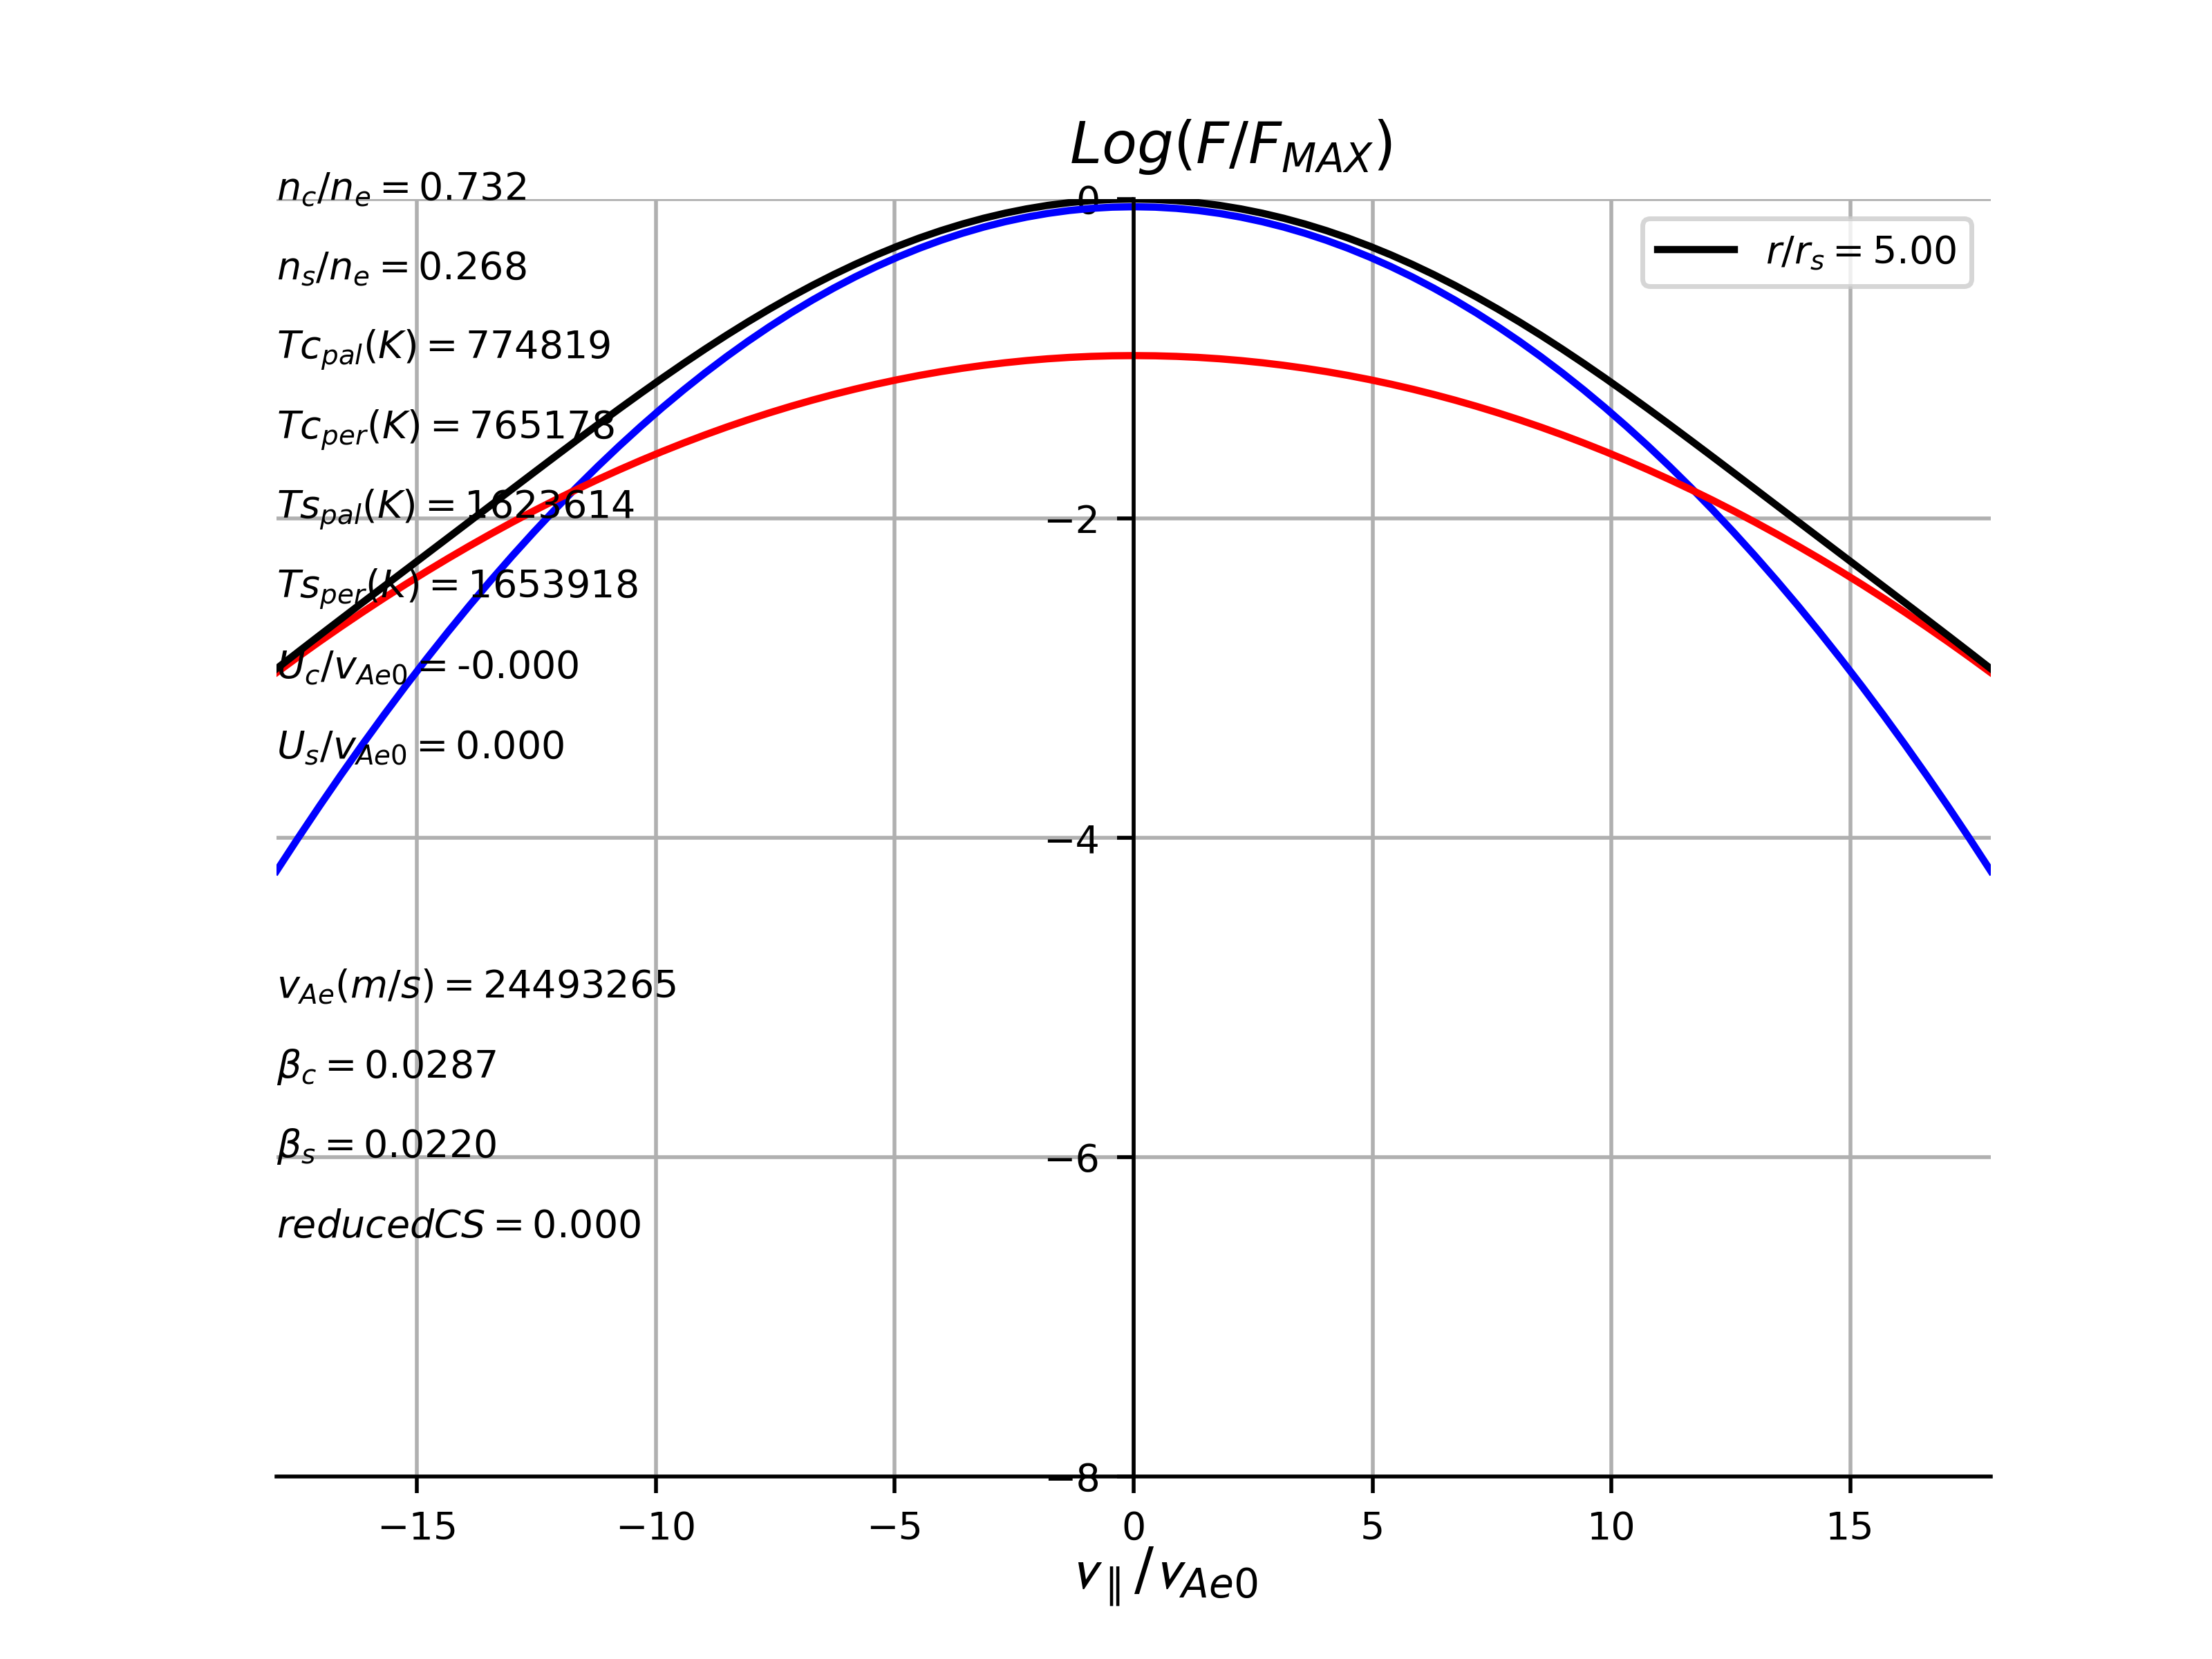 Log(F/F_MAX)
n_c/n_e = 0.732
n_s/n_e = 0.268
Tc_pal(K) = 774819
Tc_per(K) = 765178
Ts_pal(K) = 1623614
Ts_per(K) = 1653918
U_c/v_Ae0 = -0.000
U_s/v_Ae0 = 0.000
v_Ae(m/s) = 24493265
β_c = 0.0287
β_s = 0.0220
reducedCS = 0.000
r/r_s = 5.00
0
−2
−4
−6
−8
−15 −10 −5 0 5 10 15
v_∥/v_Ae0